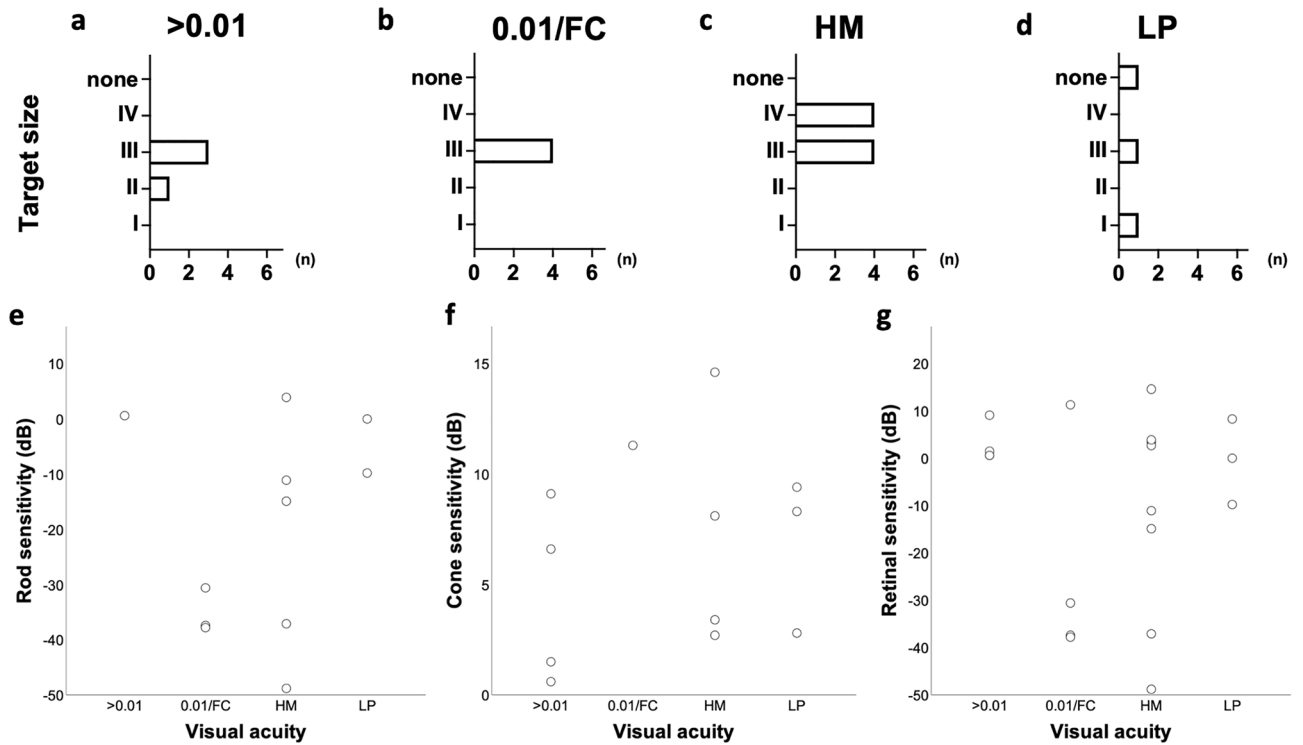 a >0.01
b 0.01/FC
c HM
d LP
Target size
none
IV
III
II
I
0 2 4 6 (n)
none
IV
III
II
I
0 2 4 6 (n)
none
IV
III
II
I
0 2 4 6 (n)
none
IV
III
II
I
0 2 4 6 (n)
e
Rod sensitivity (dB)
10
0
-10
-20
-30
-40
-50
>0.01 0.01/FC HM LP
Visual acuity
f
Cone sensitivity (dB)
15
10
5
0
>0.01 0.01/FC HM LP
Visual acuity
g
Retinal sensitivity (dB)
20
10
0
-10
-20
-30
-40
-50
>0.01 0.01/FC HM LP
Visual acuity